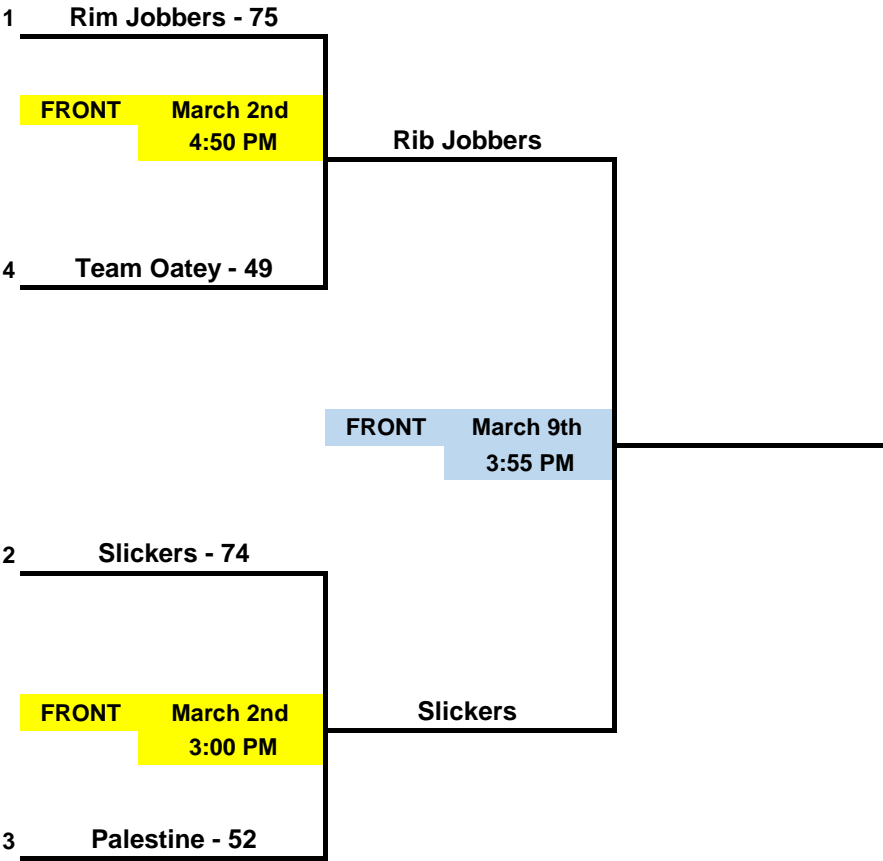 1 Rim Jobbers - 75
FRONT March 2nd
4:50 PM
Rib Jobbers
4 Team Oatey - 49
FRONT March 9th
3:55 PM
2 Slickers - 74
FRONT March 2nd
3:00 PM
Slickers
3 Palestine - 52